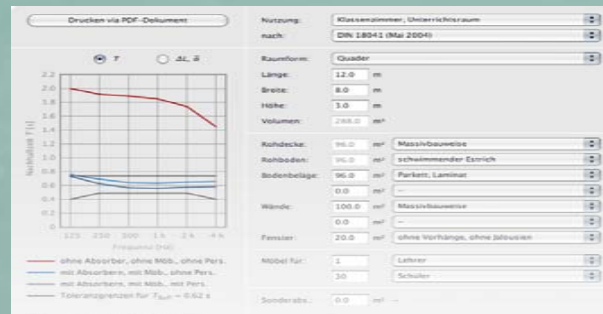 Drucken via PDF-Dokument
T
ΔL, ā
Nachhallzeit T [s]
2.2
2.0
1.8
1.6
1.4
1.2
1.0
0.8
0.6
0.4
0.2
0
125 250 500 1 k 2 k 4 k
Frequenz [Hz]
ohne Absorber, ohne Möb., ohne Pers.
mit Absorbern, mit Möb., ohne Pers.
mit Absorbern, mit Möb., mit Pers.
Toleranzgrenzen für T = 0.62 s
Nutzung: Klassenzimmer, Unterrichtsraum
nach: DIN 18041 (Mai 2004)
Raumform: Quader
Länge: 12.0 m
Breite: 8.0 m
Höhe: 3.0 m
Volumen: 288.0 m³
Rohdecke: 96.0 m² Massivbauweise
Rohboden: 96.0 m² schwimmender Estrich
Bodenbeläge: 96.0 m² Parkett, Laminat
0.0 m² --
Wände: 100.0 m² Massivbauweise
0.0 m² --
Fenster: 20.0 m² ohne Vorhänge, ohne Jalousien
Möbel für: 1 Lehrer
30 Schüler
Sonderabs.: 0.0 m² --